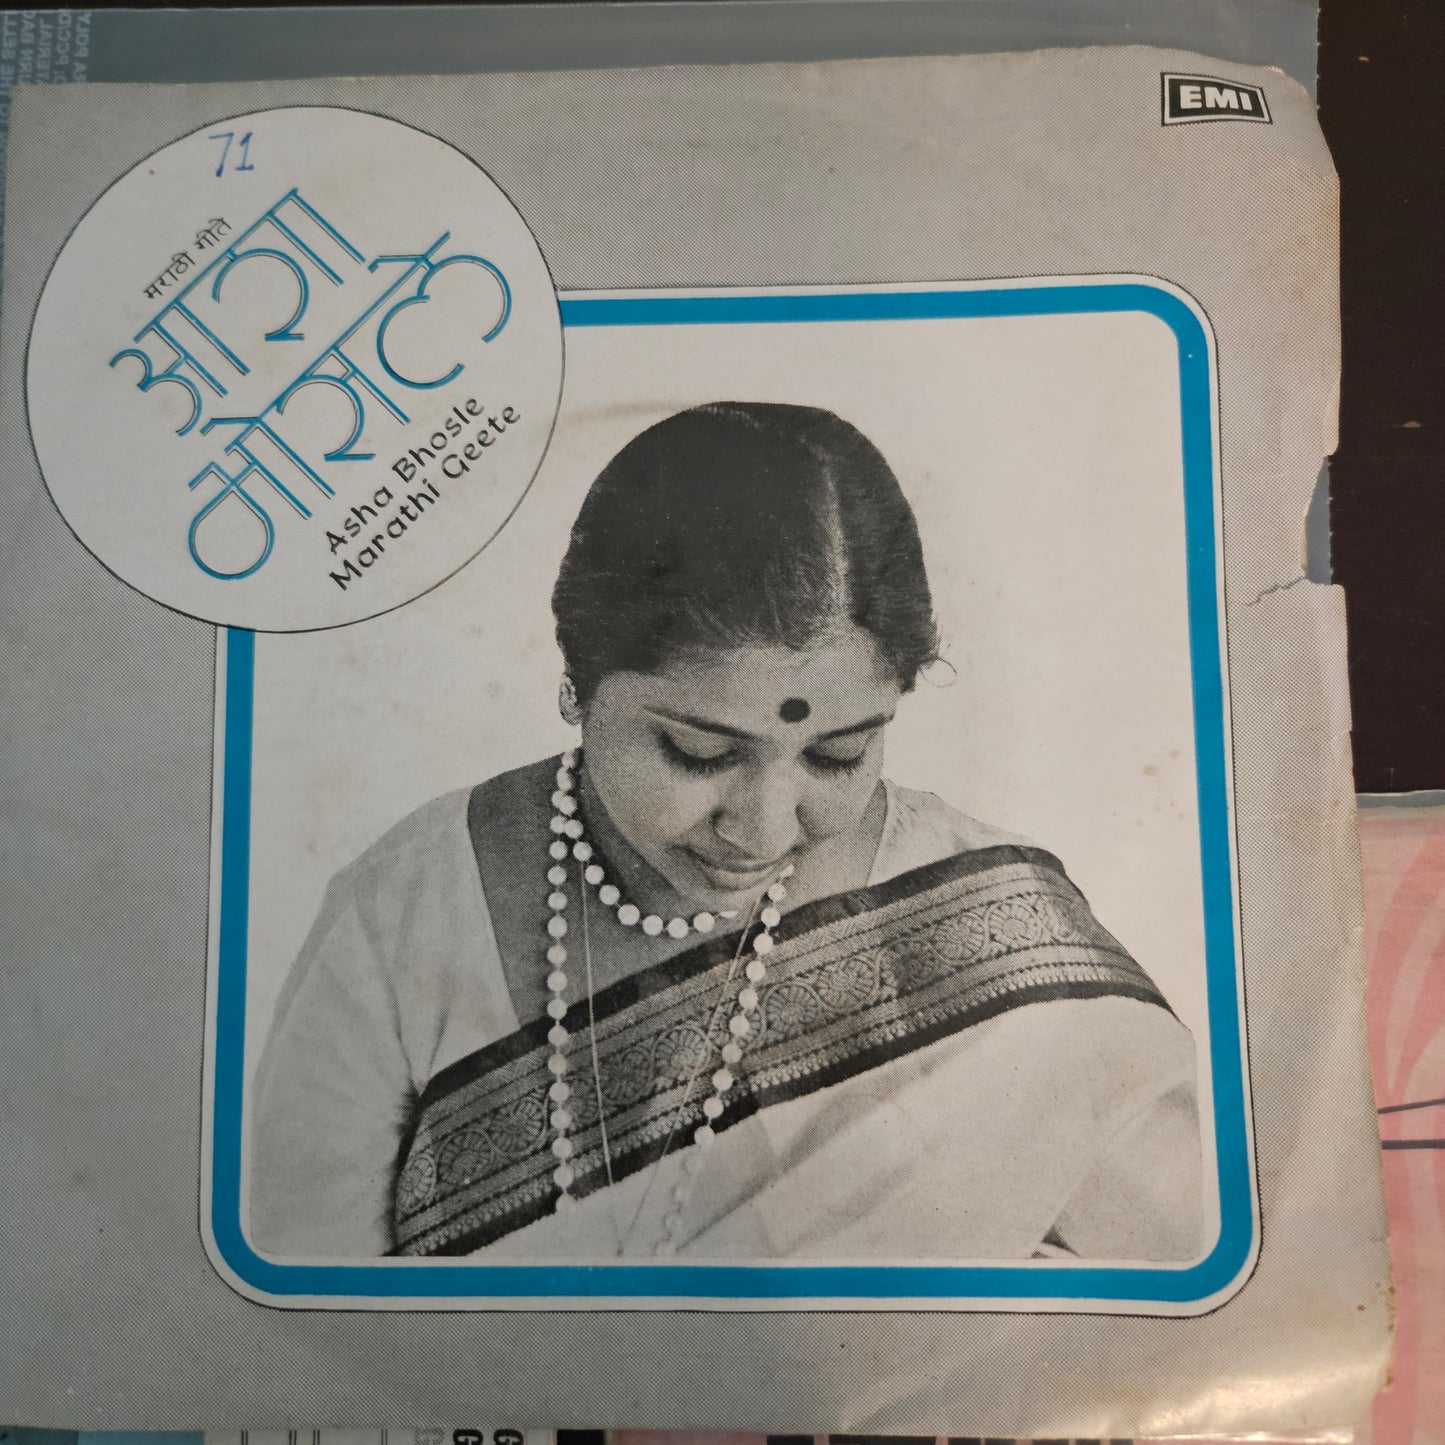 EMI
71
मराठी गीते
आशा
भोसले
Asha Bhosle
Marathi Geete